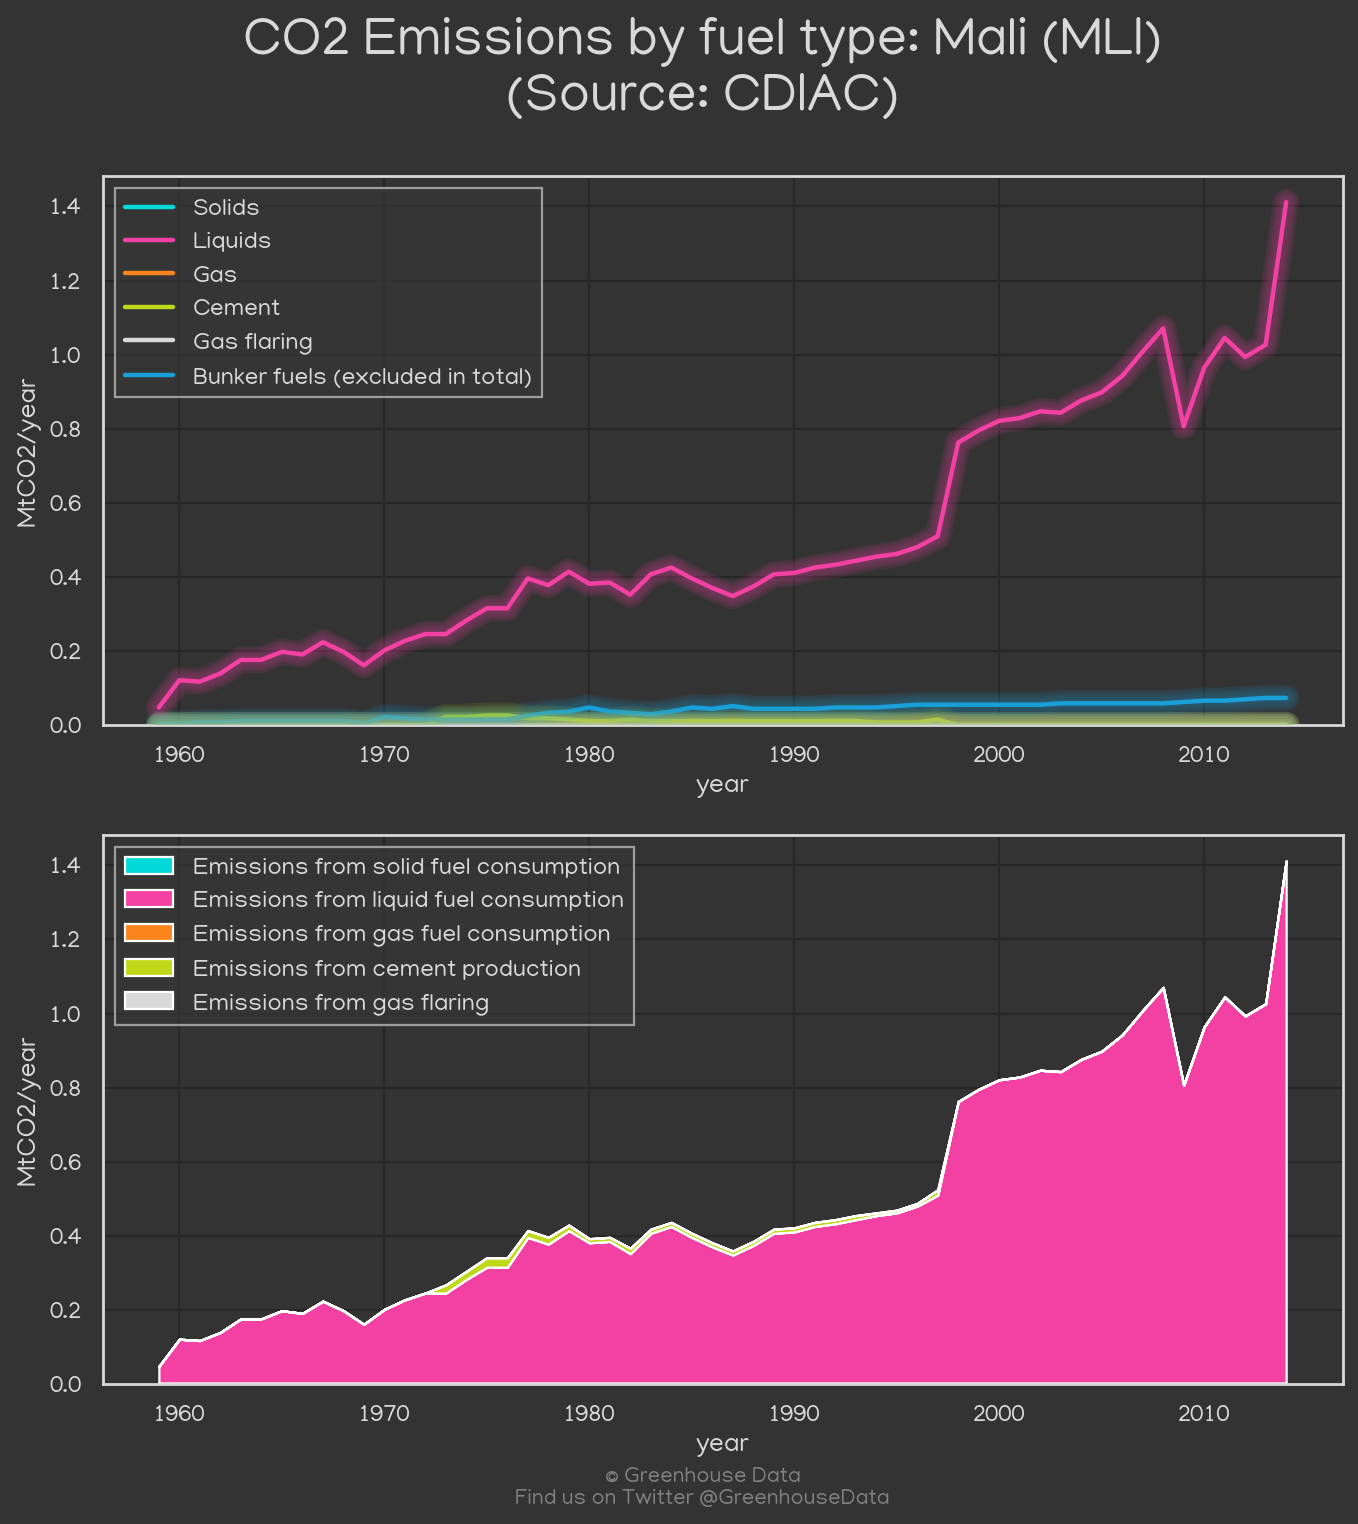 CO2 Emissions by fuel type: Mali (MLI)
(Source: CDIAC)
Solids
Liquids
Gas
Cement
Gas flaring
Bunker fuels (excluded in total)
MtCO2/year
1.4
1.2
1.0
0.8
0.6
0.4
0.2
0.0
1960 1970 1980 1990 2000 2010
year
Emissions from solid fuel consumption
Emissions from liquid fuel consumption
Emissions from gas fuel consumption
Emissions from cement production
Emissions from gas flaring
MtCO2/year
1.4
1.2
1.0
0.8
0.6
0.4
0.2
0.0
1960 1970 1980 1990 2000 2010
year
© Greenhouse Data
Find us on Twitter @GreenhouseData